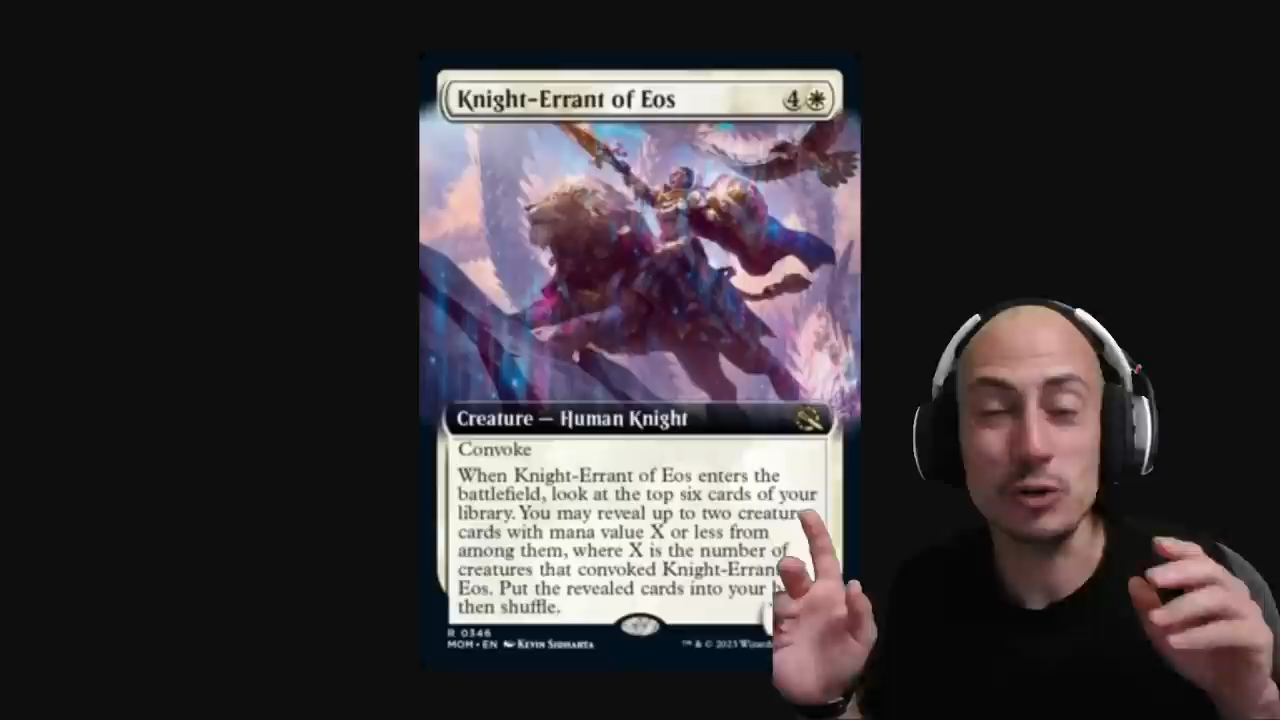 Knight-Errant of Eos 4
Creature — Human Knight
Convoke
When Knight-Errant of Eos enters the
battlefield, look at the top six cards of your
library. You may reveal up to two creature
cards with mana value X or less from
among them, where X is the number of
creatures that convoked Knight-Errant
Eos. Put the revealed cards into your
then shuffle.
R 0346
MOM • EN Kevin Sidharta ™ & © 2023